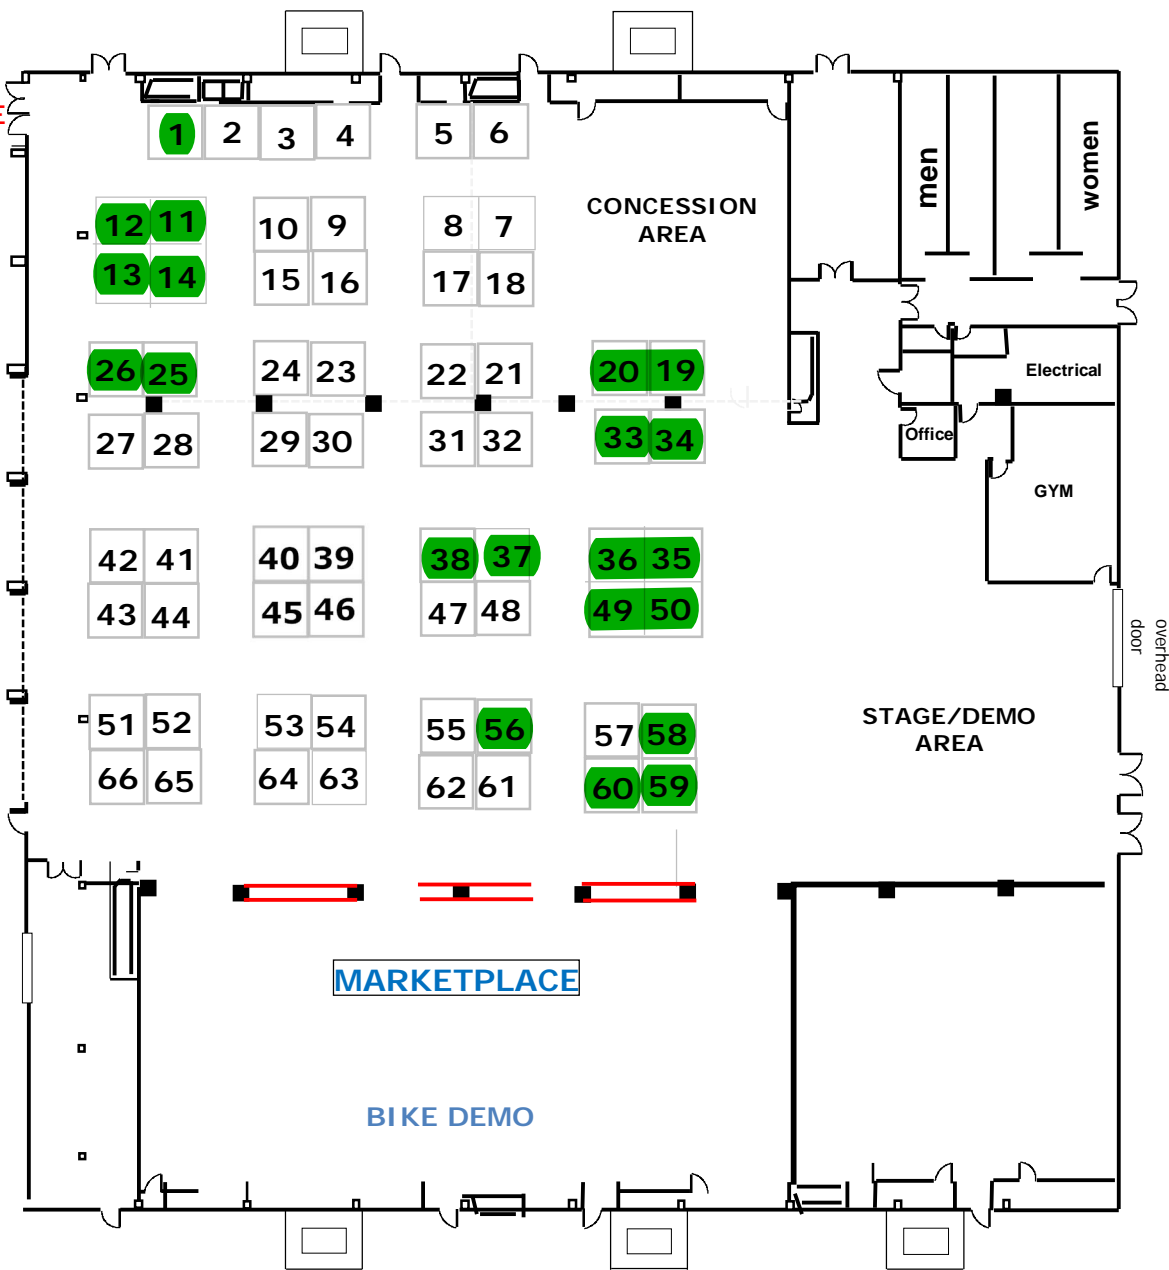 1 2 3 4 5 6
men
women
CONCESSION
AREA
12 11 10 9 8 7
13 14 15 16 17 18
26 25 24 23 22 21 20 19
Electrical
27 28 29 30 31 32 33 34
Office
GYM
42 41 40 39 38 37 36 35
43 44 45 46 47 48 49 50
overhead
door
51 52 53 54 55 56 57 58
STAGE/DEMO
AREA
66 65 64 63 62 61 60 59
MARKETPLACE
BIKE DEMO